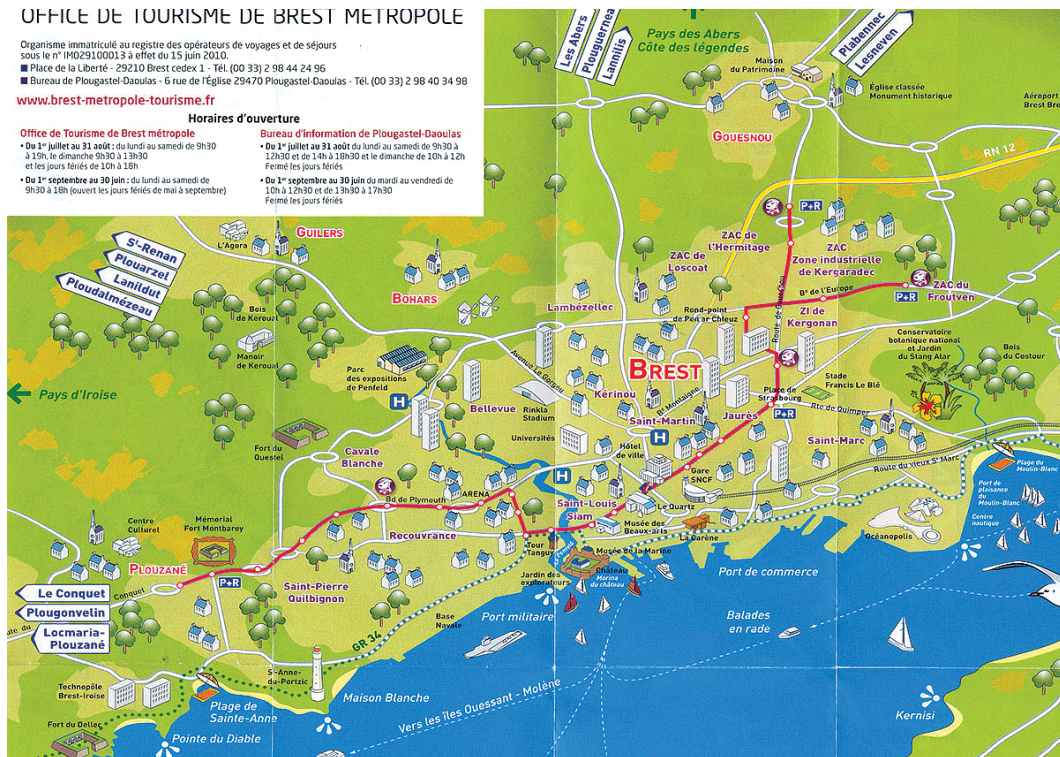 OFFICE DE TOURISME DE BREST MÉTROPOLE
Organisme immatriculé au registre des opérateurs de voyages et de séjours
sous le n° IM029100013 à effet du 15 juin 2010.
■ Place de la Liberté - 29210 Brest cedex 1 - Tél. (00 33) 2 98 44 24 96
■ Bureau de Plougastel-Daoulas - 6 rue de l'Église 29470 Plougastel-Daoulas - Tél. (00 33) 2 98 40 34 98
www.brest-metropole-tourisme.fr
Horaires d'ouverture
Office de Tourisme de Brest métropole
• Du 1er juillet au 31 août : du lundi au samedi de 9h30
à 19h, le dimanche 9h30 à 13h30
et les jours fériés de 10h à 18h
• Du 1er septembre au 30 juin : du lundi au samedi de
9h30 à 18h (ouvert les jours fériés de mai à septembre)
Bureau d'information de Plougastel-Daoulas
• Du 1er juillet au 31 août du lundi au samedi de 9h30 à
12h30 et de 14h à 18h30 et le dimanche de 10h à 12h
Fermé les jours fériés
• Du 1er septembre au 30 juin du mardi au vendredi de
10h à 12h30 et de 13h30 à 17h30
Fermé les jours fériés
Les Abers
Plouguerneau
Lannilis
Pays des Abers
Côte des légendes
Plabennec
Lesneven
Maison
du Patrimoine
Église classée
Monument historique
Aéroport
Brest Bre
GOUESNOU
RN 12
P+R
ZAC de
l'Hermitage
ZAC
Zone industrielle
de Kergaradec
ZAC de
Loscoat
Bd de l'Europe
P+R
ZAC du
Froutven
GUILERS
L'Agora
St-Renan
Plouarzel
Lanildut
Ploudalmézeau
BOHARS
Lambézellec
Rond-point
de Pen ar C'hleuz
Route de Gouesnou
ZI de
Kergonan
Bois
de Keroual
Manoir
de Keroual
Conservatoire
botanique national
et Jardin
du Stang Alar
Bois
du Costour
Parc
des expositions
de Penfeld
Avenue Le Gorgeu
BREST
Pays d'Iroise
H
Bellevue
Rinkla
Stadium
Kérinou
Bd Montaigne
Place de
Strasbourg
P+R
Stade
Francis Le Blé
Rte de Quimper
Jaurès
Saint-Martin
H
Universités
Hôtel
de ville
Saint-Marc
Fort du
Questel
Cavale
Blanche
H
Gare
SNCF
Route du vieux St Marc
Plage du
Moulin-Blanc
Port de
plaisance
du
Moulin-Blanc
Centre
nautique
Bd de Plymouth
ARENA
Saint-Louis
Siam
Le Quartz
Recouvrance
Musée des
Beaux-arts
La Carène
Océanopolis
Centre
Culturel
Mémorial
Fort Montbarey
Tour
Tanguy
Penfeld
Musée de la Marine
Château
Marina
du château
Jardin des
explorateurs
Port de commerce
PLOUZANÉ
P+R
Saint-Pierre
Quilbignon
Le Conquet
Conquet
Plougonvelin
Locmaria-
Plouzané
Base
Navale
Port militaire
Balades
en rade
GR 34
Technopôle
Brest-Iroise
Ste-Anne-
du-Portzic
Maison Blanche
Plage de
Sainte-Anne
Fort du Dellec
Pointe du Diable
Vers les îles Ouessant - Molène
Kernisi